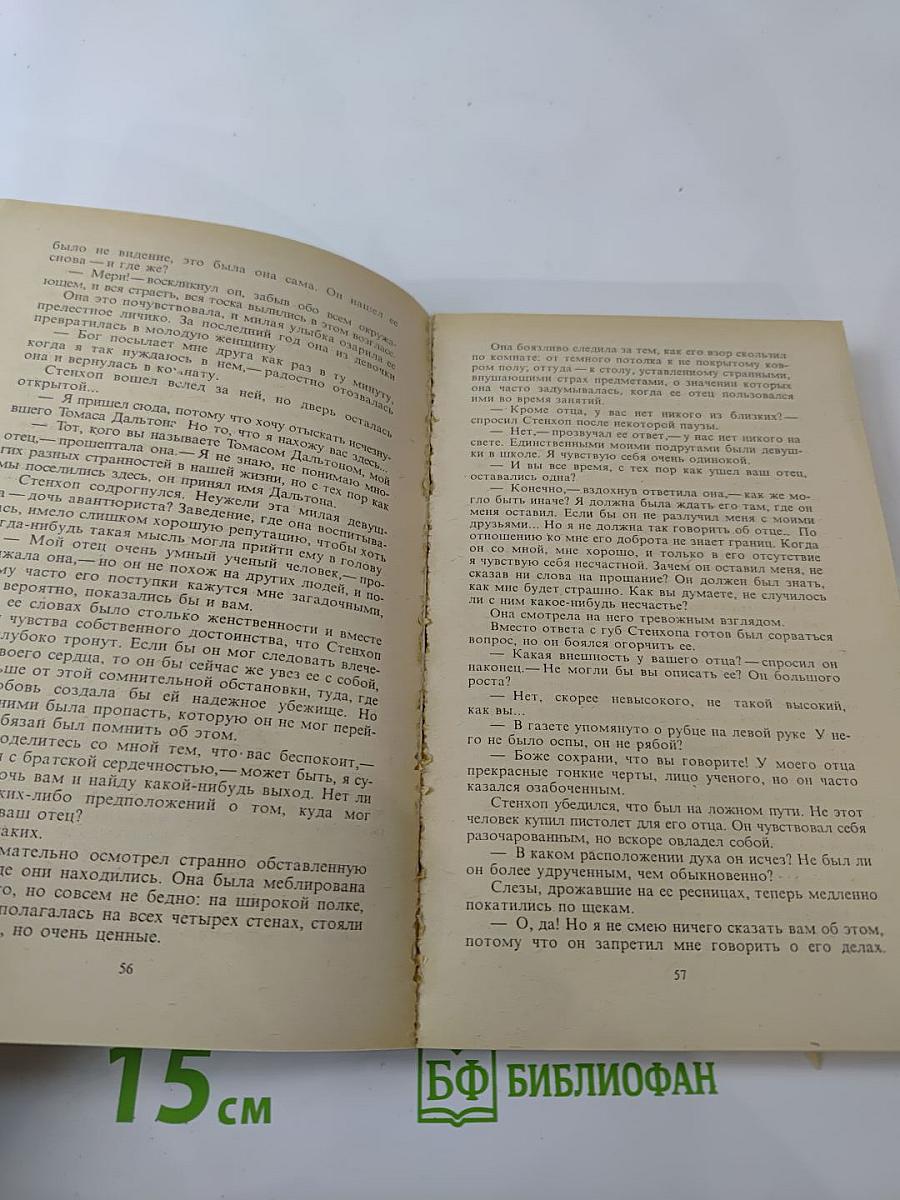 было не видение, это была она сама. Он нашел ее
снова — и где же?
— Мери!— воскликнул он, забыв обо всем окружа-
ющем, и вся страсть, вся тоска вылились в этом возгласе.
Она это почувствовала, и милая улыбка озарила ее
прелестное личико. За последний год она из девочки
превратилась в молодую женщину
— Бог посылает мне друга как раз в ту минуту,
когда я так нуждаюсь в нем,— радостно отозвалась
она и вернулась в комнату.
Стенхоп вошел вслед за ней, но дверь осталась
открытой...
— Я пришел сюда, потому что хочу отыскать исчезну-
вшего Томаса Дальтона Но то, что я нахожу вас здесь...
— Тот, кого вы называете Томасом Дальтоном, мой
отец,— прошептала она.— Я не знаю, не понимаю мно-
гих разных странностей в нашей жизни, но с тех пор как
мы поселились здесь, он принял имя Дальтона.
Стенхоп содрогнулся. Неужели эта милая девуш-
а — дочь авантюриста? Заведение, где она воспитыва-
ась, имело слишком хорошую репутацию, чтобы хоть
гда-нибудь такая мысль могла прийти ему в голову
— Мой отец очень умный ученый человек,— про-
жала она,— но он не похож на других людей, и по-
му часто его поступки кажутся мне загадочными,
вероятно, показались бы и вам.
ее словах было столько женственности и вместе
чувства собственного достоинства, что Стенхоп
лубоко тронут. Если бы он мог следовать влече-
воего сердца, то он бы сейчас же увез ее с собой,
ьше от этой сомнительной обстановки, туда, где
юбовь создала бы ей надежное убежище. Но
ними была пропасть, которую он не мог перей-
бязан был помнить об этом.
оделитесь со мной тем, что вас беспокоит,—
с братской сердечностью,— может быть, я су-
очь вам и найду какой-нибудь выход. Нет ли
ких-либо предположений о том, куда мог
ваш отец?
аких.
мательно осмотрел странно обставленную
де они находились. Она была меблирована
о, но совсем не бедно: на широкой полке,
полагалась на всех четырех стенах, стояли
, но очень ценные.
56
Она боязливо следила за тем, как его взор скользил
по комнате: от темного потолка к не покрытому ков-
ром полу; оттуда — к столу, уставленному странными,
внушающими страх предметами, о значении которых
она часто задумывалась, когда ее отец пользовался
ими во время занятий.
— Кроме отца, у вас нет никого из близких?—
спросил Стенхоп после некоторой паузы.
— Нет,— прозвучал ее ответ,— у нас нет никого на
свете. Единственными моими подругами были девуш-
ки в школе. Я чувствую себя очень одинокой.
— И вы все время, с тех пор как ушел ваш отец,
оставались одна?
— Конечно,— вздохнув ответила она,— как же мо-
гло быть иначе? Я должна была ждать его там, где он
меня оставил. Если бы он не разлучил меня с моими
друзьями... Но я не должна так говорить об отце.. По
отношению ко мне его доброта не знает границ. Когда
он со мной, мне хорошо, и только в его отсутствие
я чувствую себя несчастной. Зачем он оставил меня, не
сказав ни слова на прощание? Он должен был знать,
как мне будет страшно. Как вы думаете, не случилось
ли с ним какое-нибудь несчастье?
Она смотрела на него тревожным взглядом.
Вместо ответа с губ Стенхопа готов был сорваться
вопрос, но он боялся огорчить ее.
— Какая внешность у вашего отца?— спросил он
наконец.— Не могли бы вы описать ее? Он большого
роста?
— Нет, скорее невысокого, не такой высокий,
как вы...
— В газете упомянуто о рубце на левой руке У не-
го не было оспы, он не рябой?
— Боже сохрани, что вы говорите! У моего отца
прекрасные тонкие черты, лицо ученого, но он часто
казался озабоченным.
Стенхоп убедился, что был на ложном пути. Не этот
человек купил пистолет для его отца. Он чувствовал себя
разочарованным, но вскоре овладел собой.
— В каком расположении духа он исчез? Не был ли
он более удрученным, чем обыкновенно?
Слезы, дрожавшие на ее ресницах, теперь медленно
покатились по щекам.
— О, да! Но я не смею ничего сказать вам об этом,
потому что он запретил мне говорить о его делах.
57
15 см
БФ БИБЛИОФАН